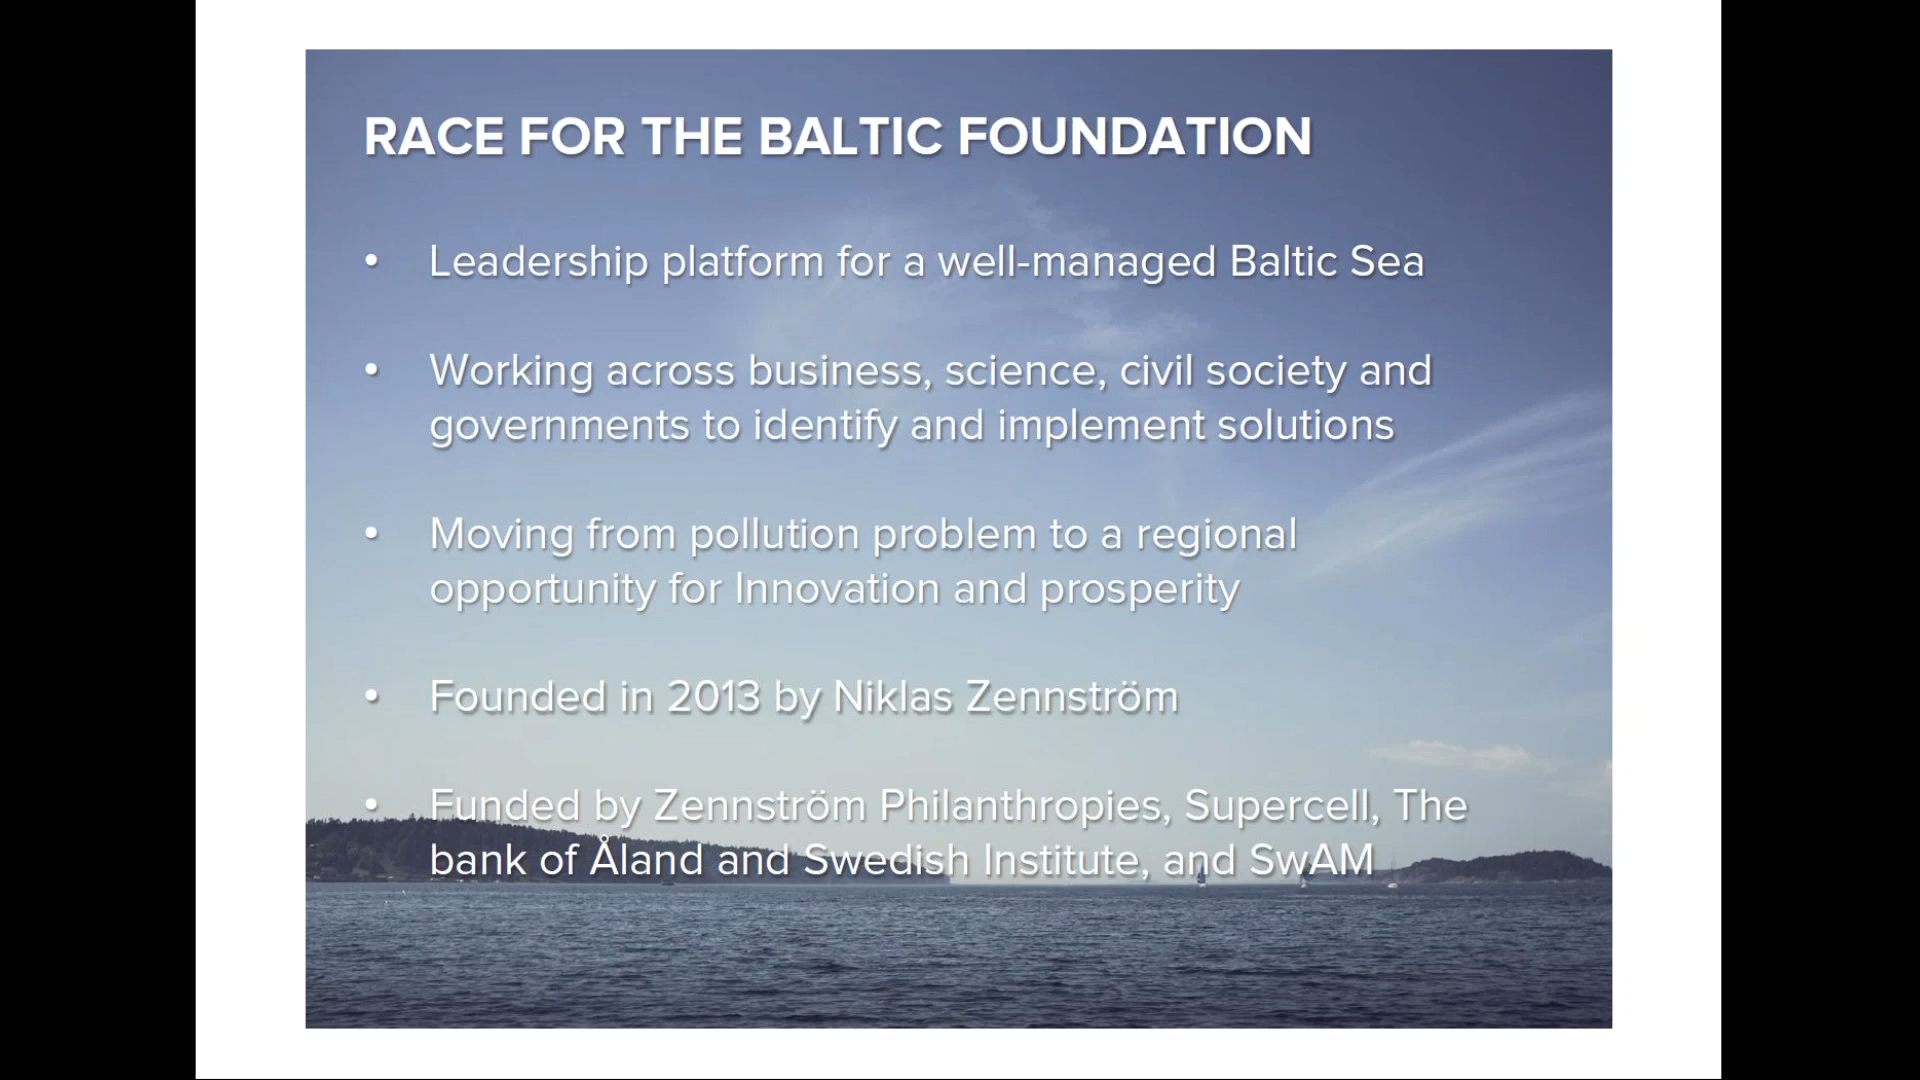 RACE FOR THE BALTIC FOUNDATION
• Leadership platform for a well-managed Baltic Sea
• Working across business, science, civil society and
governments to identify and implement solutions
• Moving from pollution problem to a regional
opportunity for Innovation and prosperity
• Founded in 2013 by Niklas Zennström
• Funded by Zennström Philanthropies, Supercell, The
bank of Åland and Swedish Institute, and SwAM